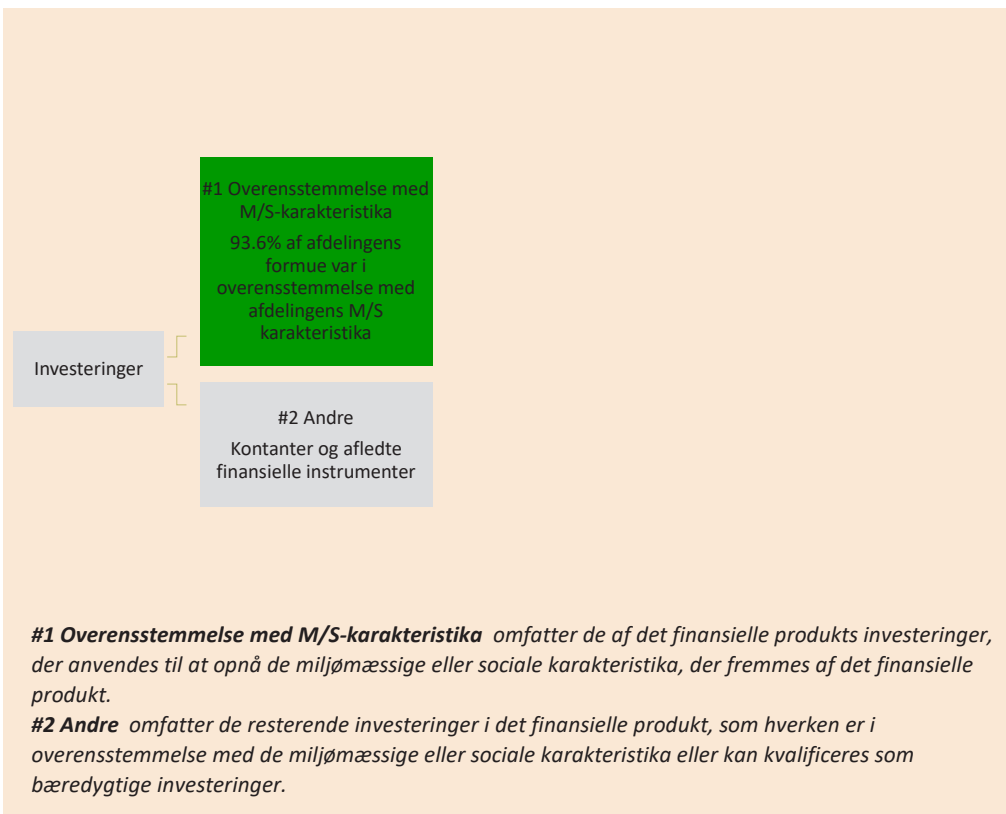 #1 Overensstemmelse med
M/S-karakteristika
93.6% af afdelingens
formue var i
overensstemmelse med
afdelingens M/S
karakteristika
Investeringer
#2 Andre
Kontanter og afledte
finansielle instrumenter
#1 Overensstemmelse med M/S-karakteristika omfatter de af det finansielle produkts investeringer,
der anvendes til at opnå de miljømæssige eller sociale karakteristika, der fremmes af det finansielle
produkt.
#2 Andre omfatter de resterende investeringer i det finansielle produkt, som hverken er i
overensstemmelse med de miljømæssige eller sociale karakteristika eller kan kvalificeres som
bæredygtige investeringer.